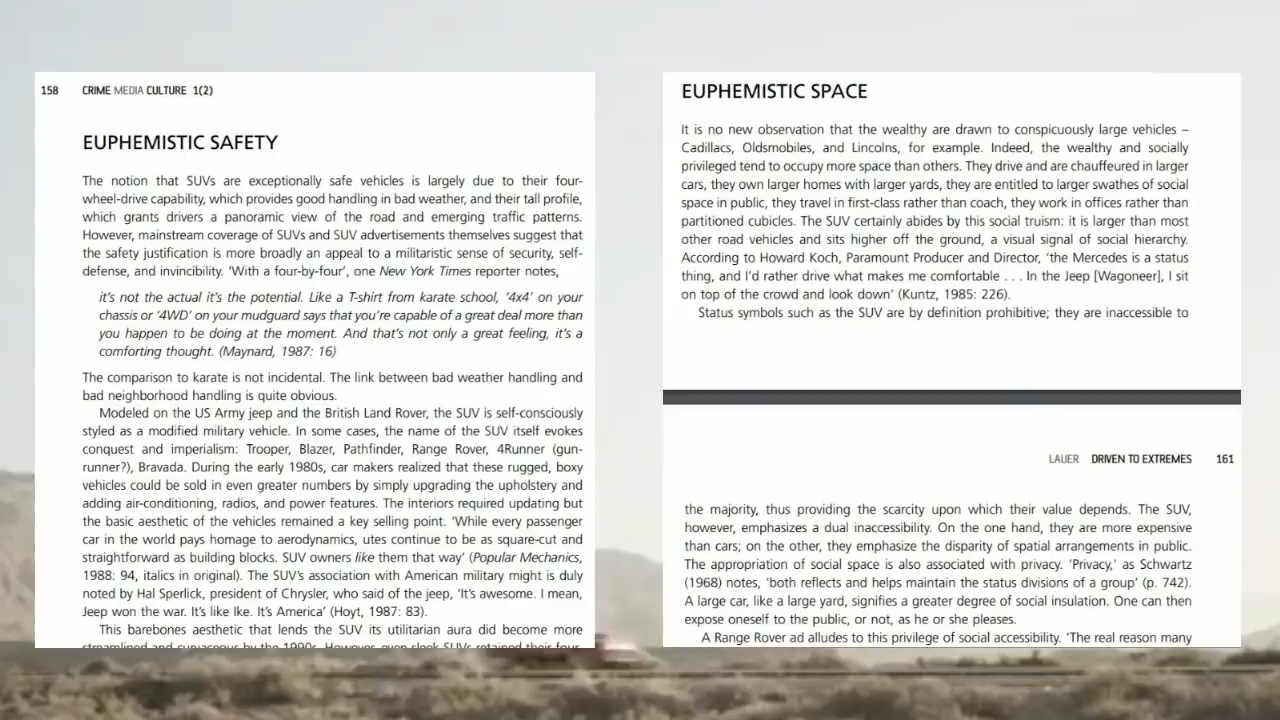 158 CRIME MEDIA CULTURE 1(2)
EUPHEMISTIC SAFETY
The notion that SUVs are exceptionally safe vehicles is largely due to their four-
wheel-drive capability, which provides good handling in bad weather, and their tall profile,
which grants drivers a panoramic view of the road and emerging traffic patterns.
However, mainstream coverage of SUVs and SUV advertisements themselves suggest that
the safety justification is more broadly an appeal to a militaristic sense of security, self-
defense, and invincibility. ‘With a four-by-four’, one New York Times reporter notes,
it’s not the actual it’s the potential. Like a T-shirt from karate school, ‘4x4’ on your
chassis or ‘4WD’ on your mudguard says that you’re capable of a great deal more than
you happen to be doing at the moment. And that’s not only a great feeling, it’s a
comforting thought. (Maynard, 1987: 16)
The comparison to karate is not incidental. The link between bad weather handling and
bad neighborhood handling is quite obvious.
Modeled on the US Army jeep and the British Land Rover, the SUV is self-consciously
styled as a modified military vehicle. In some cases, the name of the SUV itself evokes
conquest and imperialism: Trooper, Blazer, Pathfinder, Range Rover, 4Runner (gun-
runner?), Bravada. During the early 1980s, car makers realized that these rugged, boxy
vehicles could be sold in even greater numbers by simply upgrading the upholstery and
adding air-conditioning, radios, and power features. The interiors required updating but
the basic aesthetic of the vehicles remained a key selling point. ‘While every passenger
car in the world pays homage to aerodynamics, utes continue to be as square-cut and
straightforward as building blocks. SUV owners like them that way’ (Popular Mechanics,
1988: 94, italics in original). The SUV’s association with American military might is duly
noted by Hal Sperlick, president of Chrysler, who said of the jeep, ‘It’s awesome. I mean,
Jeep won the war. It’s like Ike. It’s America’ (Hoyt, 1987: 83).
This barebones aesthetic that lends the SUV its utilitarian aura did become more
streamlined and curvaceous by the 1990s. However, even sleek SUVs retained their four-
EUPHEMISTIC SPACE
It is no new observation that the wealthy are drawn to conspicuously large vehicles –
Cadillacs, Oldsmobiles, and Lincolns, for example. Indeed, the wealthy and socially
privileged tend to occupy more space than others. They drive and are chauffeured in larger
cars, they own larger homes with larger yards, they are entitled to larger swathes of social
space in public, they travel in first-class rather than coach, they work in offices rather than
partitioned cubicles. The SUV certainly abides by this social truism: it is larger than most
other road vehicles and sits higher off the ground, a visual signal of social hierarchy.
According to Howard Koch, Paramount Producer and Director, ‘the Mercedes is a status
thing, and I’d rather drive what makes me comfortable . . . In the Jeep [Wagoneer], I sit
on top of the crowd and look down’ (Kuntz, 1985: 226).
Status symbols such as the SUV are by definition prohibitive; they are inaccessible to
LAUER DRIVEN TO EXTREMES 161
the majority, thus providing the scarcity upon which their value depends. The SUV,
however, emphasizes a dual inaccessibility. On the one hand, they are more expensive
than cars; on the other, they emphasize the disparity of spatial arrangements in public.
The appropriation of social space is also associated with privacy. ‘Privacy,’ as Schwartz
(1968) notes, ‘both reflects and helps maintain the status divisions of a group’ (p. 742).
A large car, like a large yard, signifies a greater degree of social insulation. One can then
expose oneself to the public, or not, as he or she pleases.
A Range Rover ad alludes to this privilege of social accessibility. ‘The real reason many